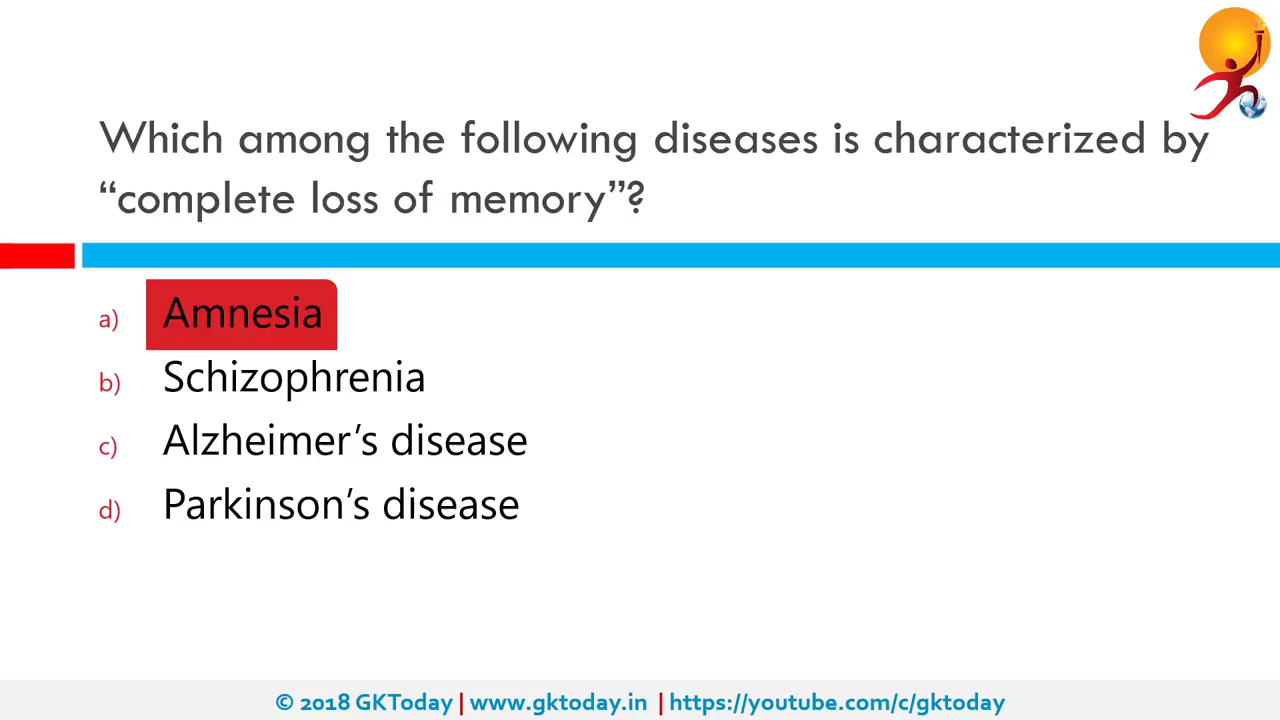 Which among the following diseases is characterized by
“complete loss of memory”?
a) Amnesia
b) Schizophrenia
c) Alzheimer’s disease
d) Parkinson’s disease
© 2018 GKToday | www.gktoday.in | https://youtube.com/c/gktoday